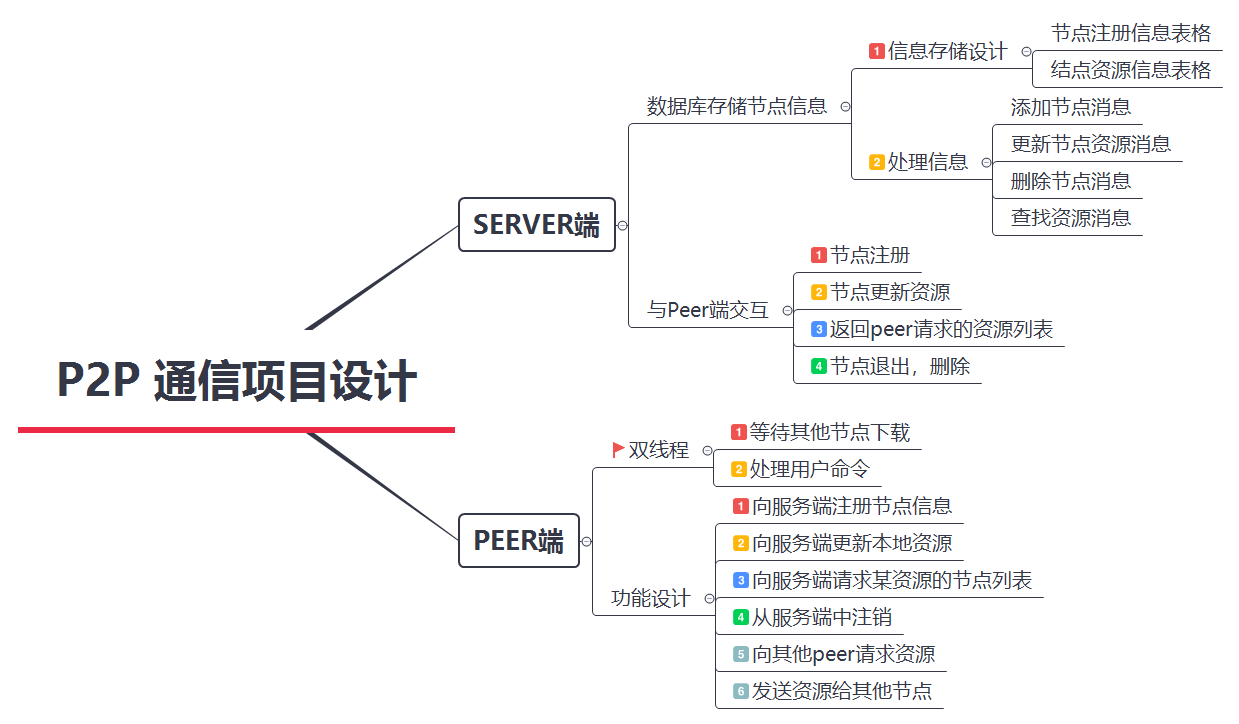 P2P 通信项目设计
SERVER端
数据库存储节点信息
1 信息存储设计
节点注册信息表格
结点资源信息表格
2 处理信息
添加节点消息
更新节点资源消息
删除节点消息
查找资源消息
与Peer端交互
1 节点注册
2 节点更新资源
3 返回peer请求的资源列表
4 节点退出，删除
PEER端
双线程
1 等待其他节点下载
2 处理用户命令
功能设计
1 向服务端注册节点信息
2 向服务端更新本地资源
3 向服务端请求某资源的节点列表
4 从服务端中注销
5 向其他peer请求资源
6 发送资源给其他节点